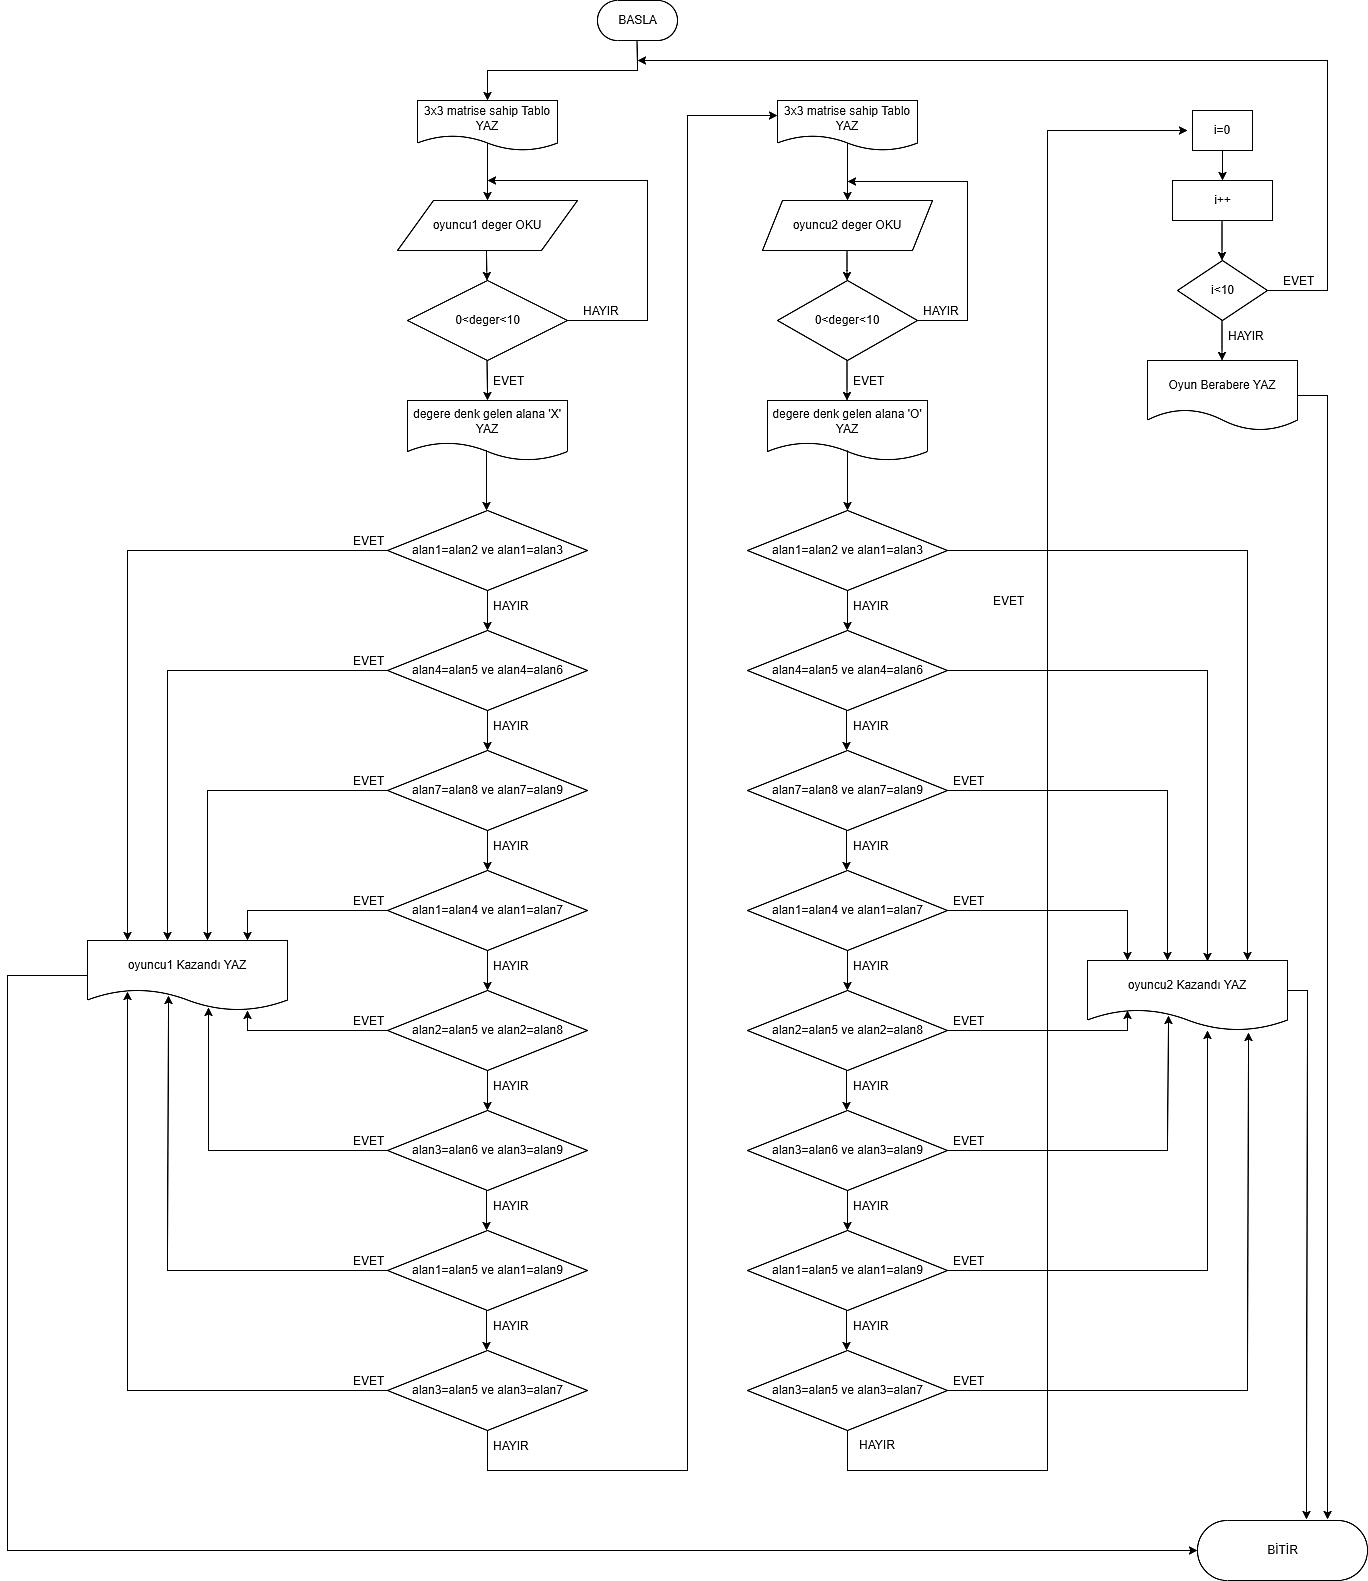 BASLA
3x3 matrise sahip Tablo
YAZ
oyuncu1 deger OKU
0<deger<10
HAYIR
EVET
degere denk gelen alana 'X'
YAZ
alan1=alan2 ve alan1=alan3
EVET
HAYIR
alan4=alan5 ve alan4=alan6
EVET
HAYIR
alan7=alan8 ve alan7=alan9
EVET
HAYIR
alan1=alan4 ve alan1=alan7
EVET
HAYIR
oyuncu1 Kazandı YAZ
alan2=alan5 ve alan2=alan8
EVET
HAYIR
alan3=alan6 ve alan3=alan9
EVET
HAYIR
alan1=alan5 ve alan1=alan9
EVET
HAYIR
alan3=alan5 ve alan3=alan7
EVET
HAYIR
3x3 matrise sahip Tablo
YAZ
oyuncu2 deger OKU
0<deger<10
HAYIR
EVET
degere denk gelen alana 'O'
YAZ
alan1=alan2 ve alan1=alan3
EVET
HAYIR
alan4=alan5 ve alan4=alan6
HAYIR
alan7=alan8 ve alan7=alan9
EVET
HAYIR
alan1=alan4 ve alan1=alan7
EVET
HAYIR
oyuncu2 Kazandı YAZ
alan2=alan5 ve alan2=alan8
EVET
HAYIR
alan3=alan6 ve alan3=alan9
EVET
HAYIR
alan1=alan5 ve alan1=alan9
EVET
HAYIR
alan3=alan5 ve alan3=alan7
EVET
HAYIR
i=0
i++
i<10
EVET
HAYIR
Oyun Berabere YAZ
BİTİR